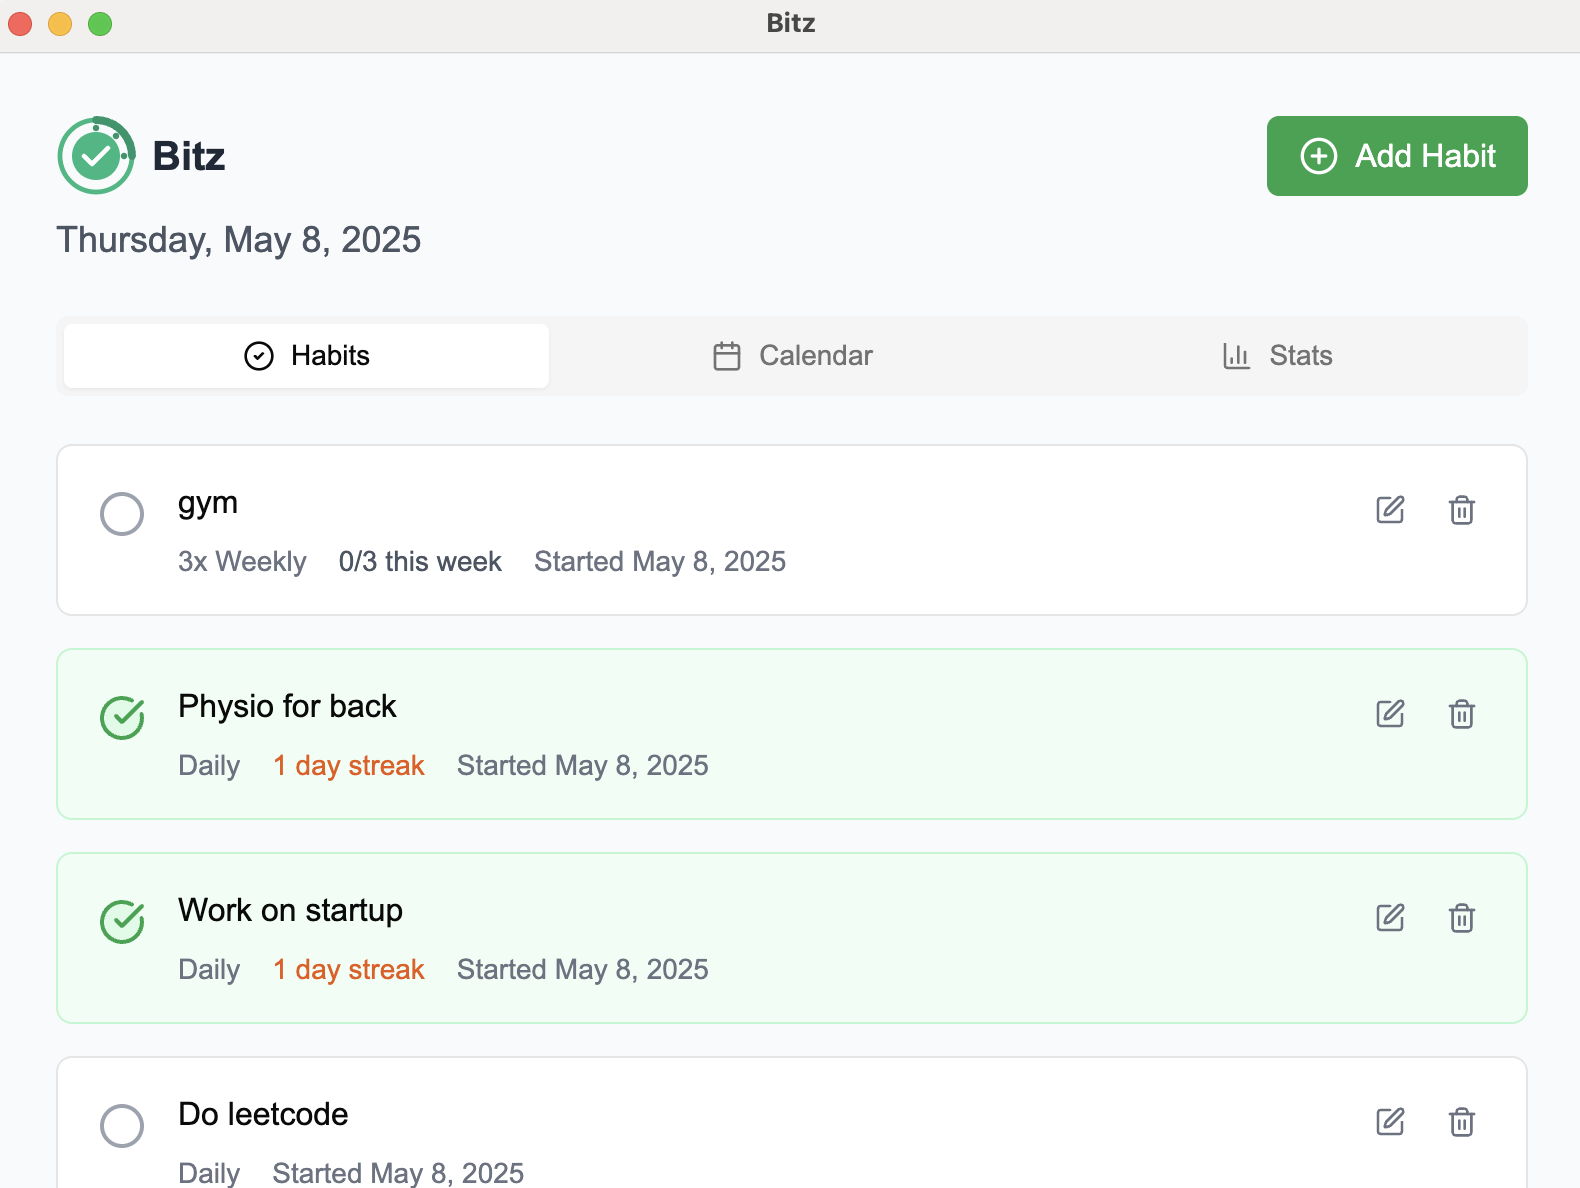 Bitz
Bitz
Add Habit
Thursday, May 8, 2025
Habits
Calendar
Stats
gym
3x Weekly 0/3 this week Started May 8, 2025
Physio for back
Daily 1 day streak Started May 8, 2025
Work on startup
Daily 1 day streak Started May 8, 2025
Do leetcode
Daily Started May 8, 2025